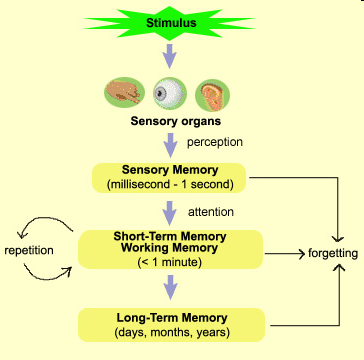 Stimulus
Sensory organs
perception
Sensory Memory
(millisecond - 1 second)
attention
Short-Term Memory
Working Memory
(< 1 minute)
repetition
forgetting
Long-Term Memory
(days, months, years)